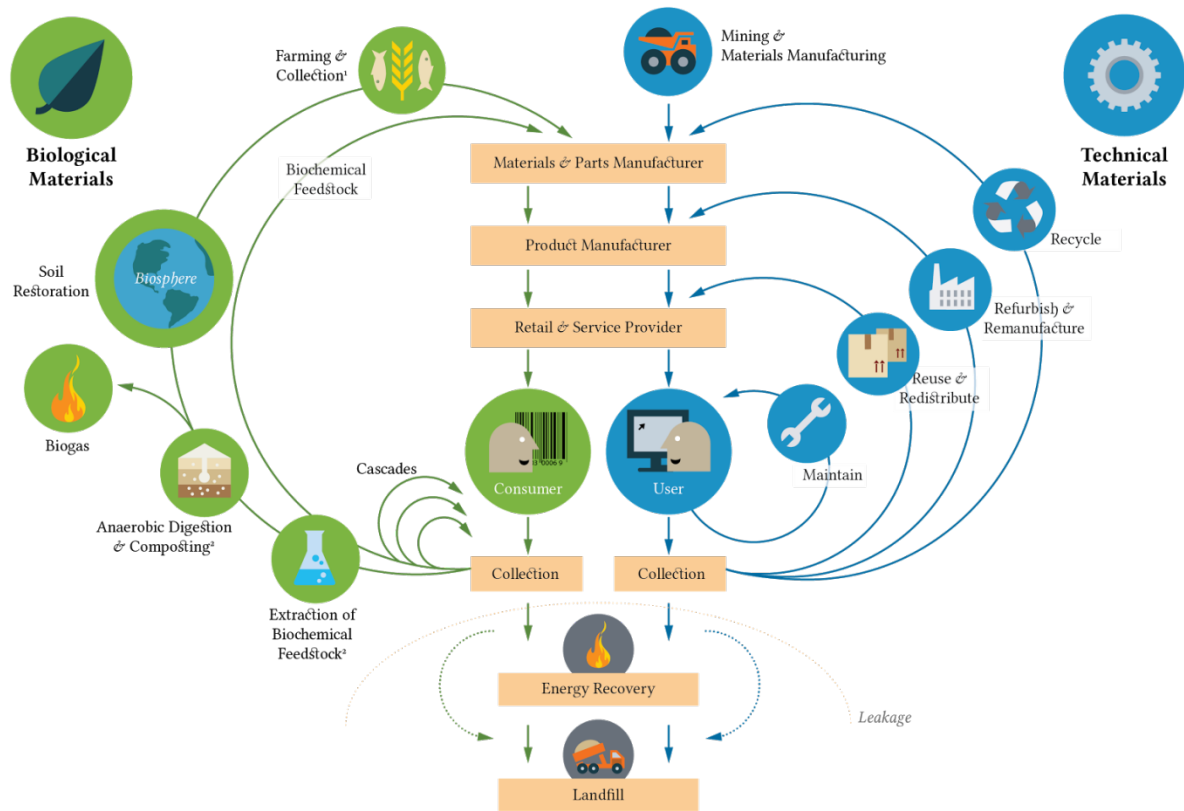 Farming &
Collection¹
Mining &
Materials Manufacturing
Biological
Materials
Technical
Materials
Biochemical
Feedstock
Materials & Parts Manufacturer
Recycle
Product Manufacturer
Soil
Restoration
Biosphere
Refurbish &
Remanufacture
Retail & Service Provider
Reuse &
Redistribute
Biogas
Cascades
Consumer
User
Maintain
Anaerobic Digestion
& Composting²
Collection
Collection
Extraction of
Biochemical
Feedstock²
Energy Recovery
Leakage
Landfill